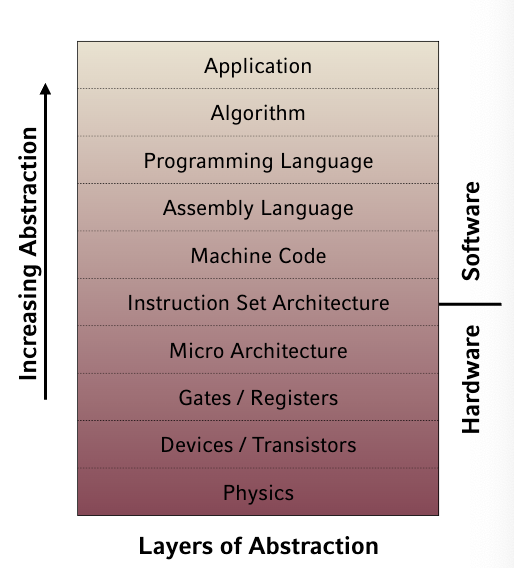 Application
Algorithm
Programming Language
Assembly Language
Machine Code
Instruction Set Architecture
Micro Architecture
Gates / Registers
Devices / Transistors
Physics
Increasing Abstraction
Software
Hardware
Layers of Abstraction